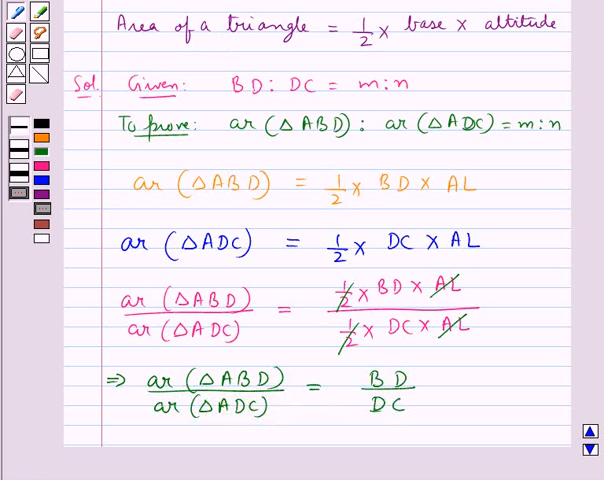 Area of a triangle = 1/2 × base × altitude
Sol. Given: BD : DC = m : n
To prove: ar (△ABD) : ar (△ADC) = m : n
ar (△ABD) = 1/2 × BD × AL
ar (△ADC) = 1/2 × DC × AL
ar (△ABD) / ar (△ADC) = 1/2 × BD × AL / 1/2 × DC × AL
⇒ ar (△ABD) / ar (△ADC) = BD / DC